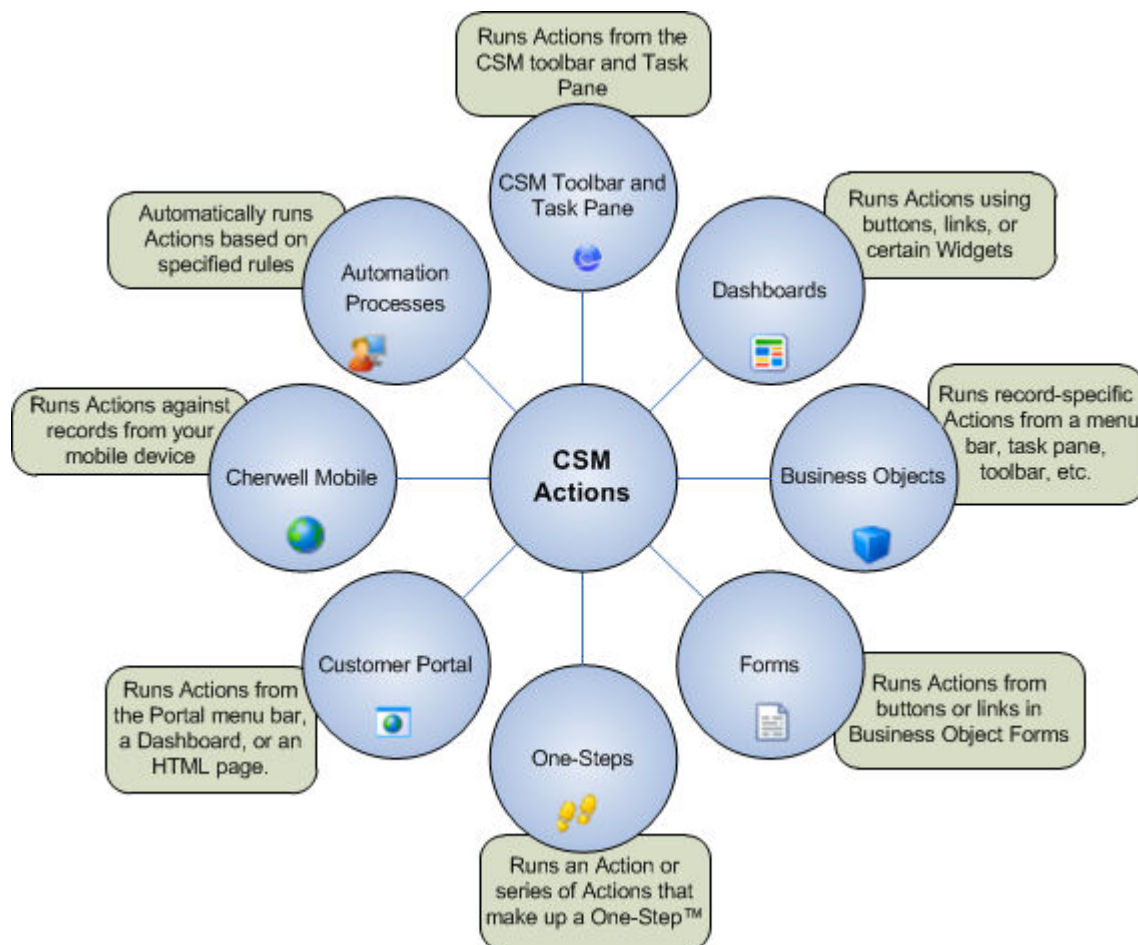 Runs Actions from the
CSM toolbar and Task
Pane
CSM Toolbar and
Task Pane
Automatically runs
Actions based on
specified rules
Automation
Processes
Runs Actions using
buttons, links, or
certain Widgets
Dashboards
Runs Actions against
records from your
mobile device
Cherwell Mobile
CSM
Actions
Business Objects
Runs record-specific
Actions from a menu
bar, task pane,
toolbar, etc.
Customer Portal
Runs Actions from
the Portal menu bar,
a Dashboard, or an
HTML page.
Forms
Runs Actions from
buttons or links in
Business Object Forms
One-Steps
Runs an Action or
series of Actions that
make up a One-Step™